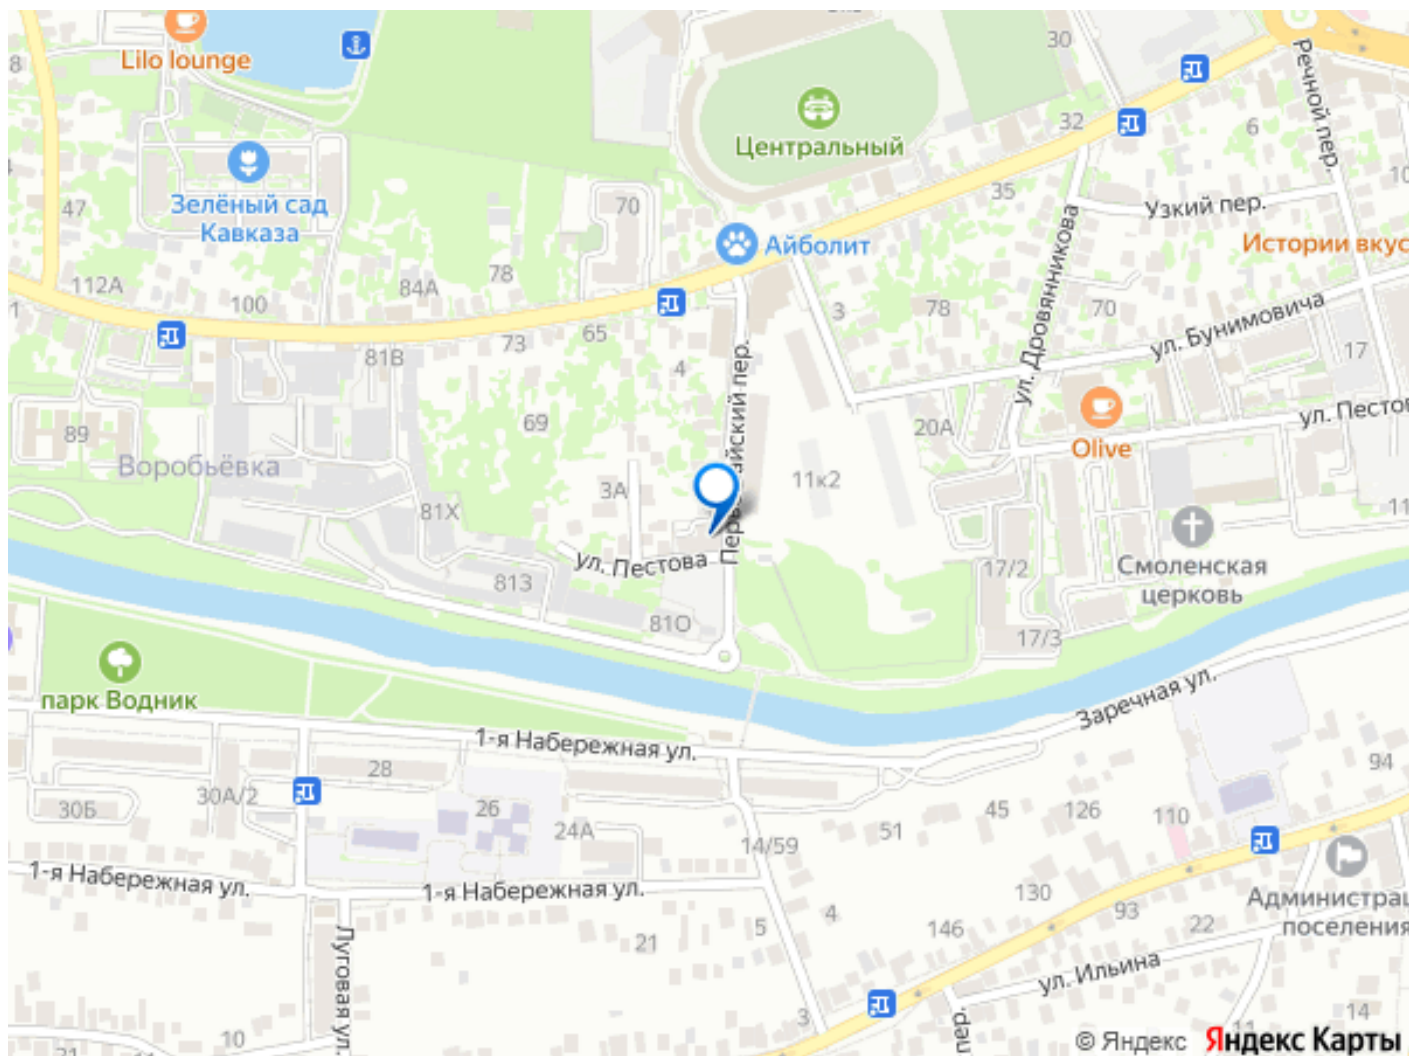 Lilo lounge
30
Речной пер.
8
Центральный
32
6
47
Зелёный сад
Кавказа
70
35
Узкий пер.
10
Айболит
Истории вкус
112А
100
84А
78
1
3
78
70
ул. Дровянникова
ул. Бунимовича
65
73
81В
4
17
69
20А
ул. Песто
89
Воробьёвка
Olive
3А
11к2
81Х
11
ул. Пестова
813
17/2
Смоленская
церковь
81О
17/3
парк Водник
Заречная ул.
1-я Набережная ул.
28
94
30А/2
30Б
26
24А
45
126
110
51
14/59
1-я Набережная ул.
1-я Набережная ул.
130
93
Администрац
поселения
4
22
5
146
21
Луговая ул.
ул. Ильина
3
10
14
11
21
© Яндекс Яндекс Карты